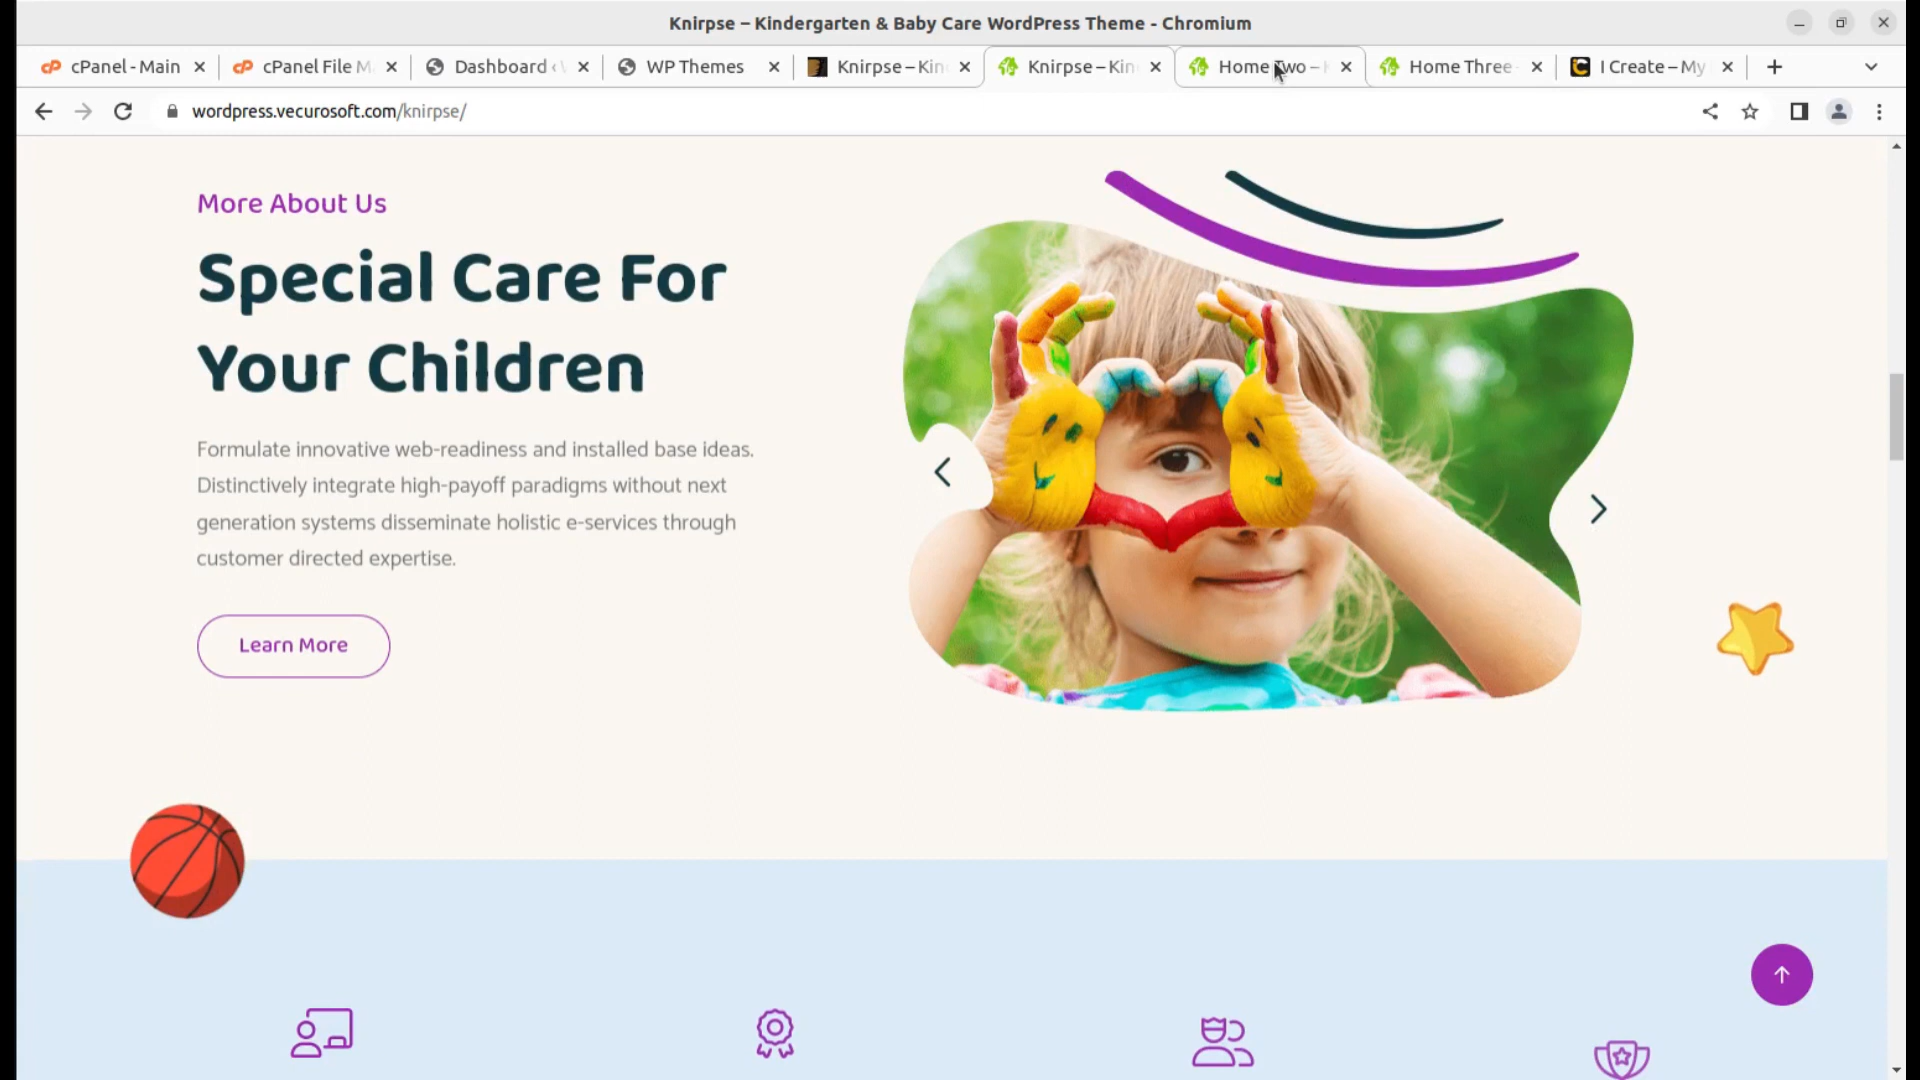 Knirpse – Kindergarten & Baby Care WordPress Theme - Chromium
cPanel - Main
cPanel File M
Dashboard ‹
WP Themes
Knirpse – Kin
Knirpse – Kin
Home Two –
Home Three
I Create – My
wordpress.vecurosoft.com/knirpse/
More About Us
Special Care For
Your Children
Formulate innovative web-readiness and installed base ideas.
Distinctively integrate high-payoff paradigms without next
generation systems disseminate holistic e-services through
customer directed expertise.
Learn More